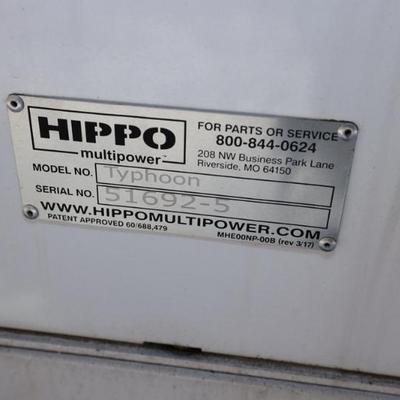 HIPPO
multipower™
FOR PARTS OR SERVICE
800-844-0624
208 NW Business Park Lane
Riverside, MO 64150
MODEL NO. Typhoon
SERIAL NO. 51692-5
WWW.HIPPOMULTIPOWER.COM
PATENT APPROVED 60/688,479
MHE00NP-00B (rev 3/17)